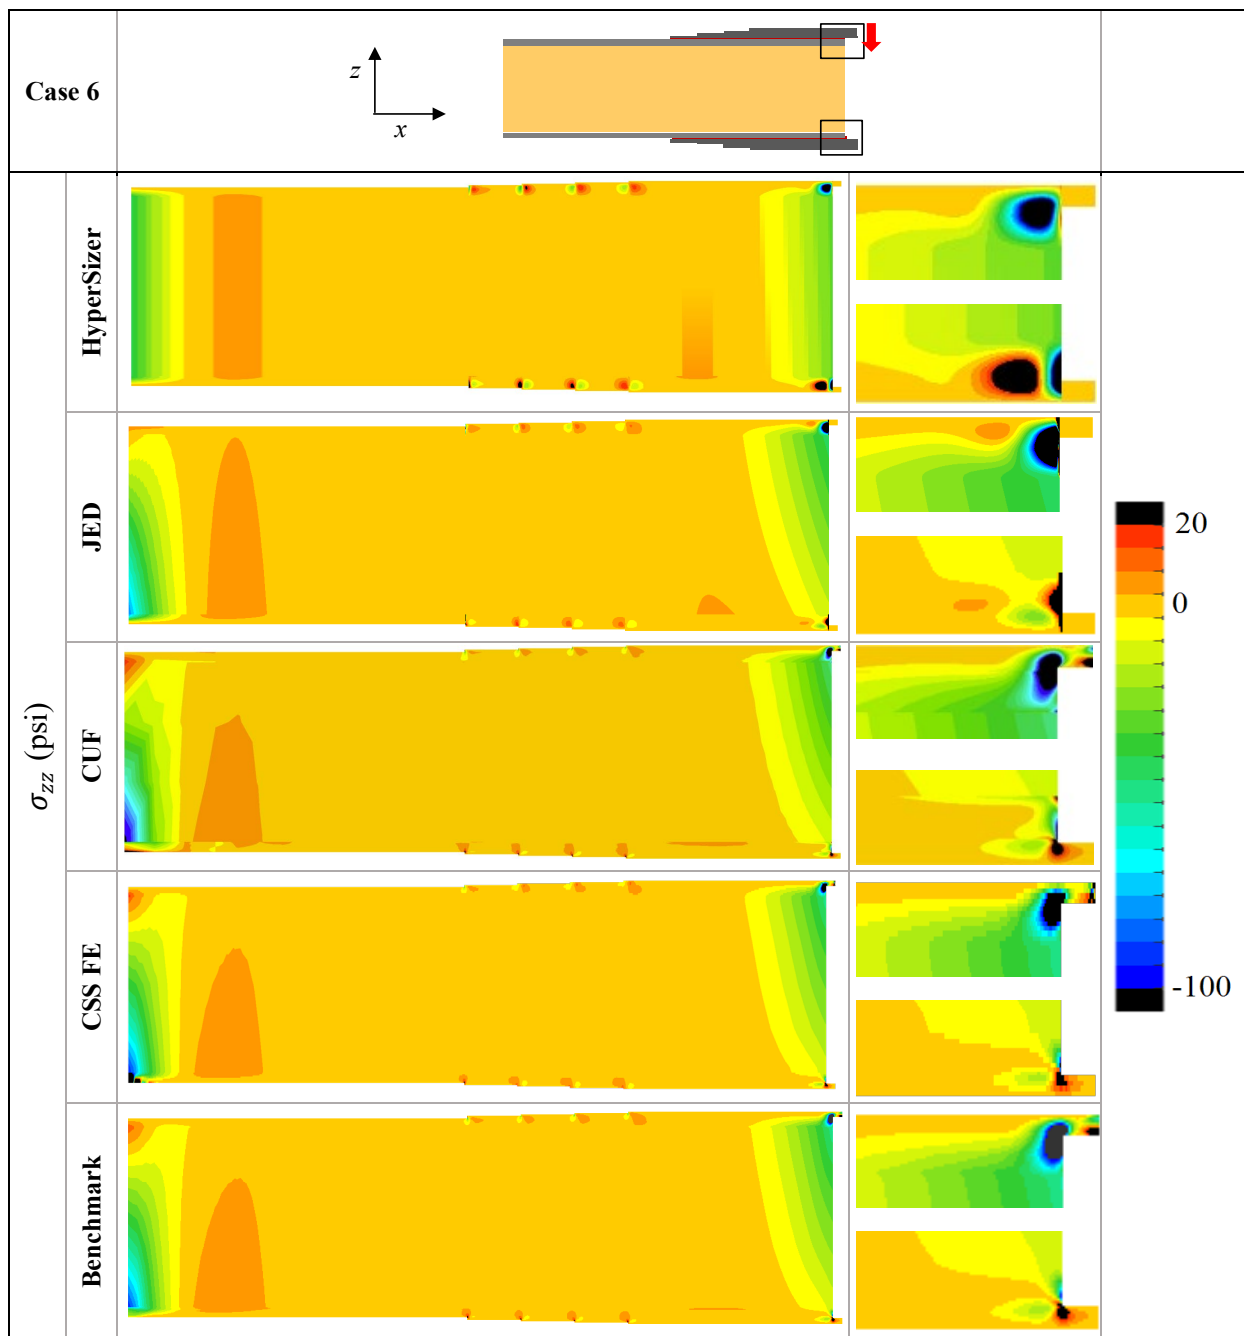 Case 6
z
x
σzz (psi)
HyperSizer
JED
CUF
CSS FE
Benchmark
20
0
-100